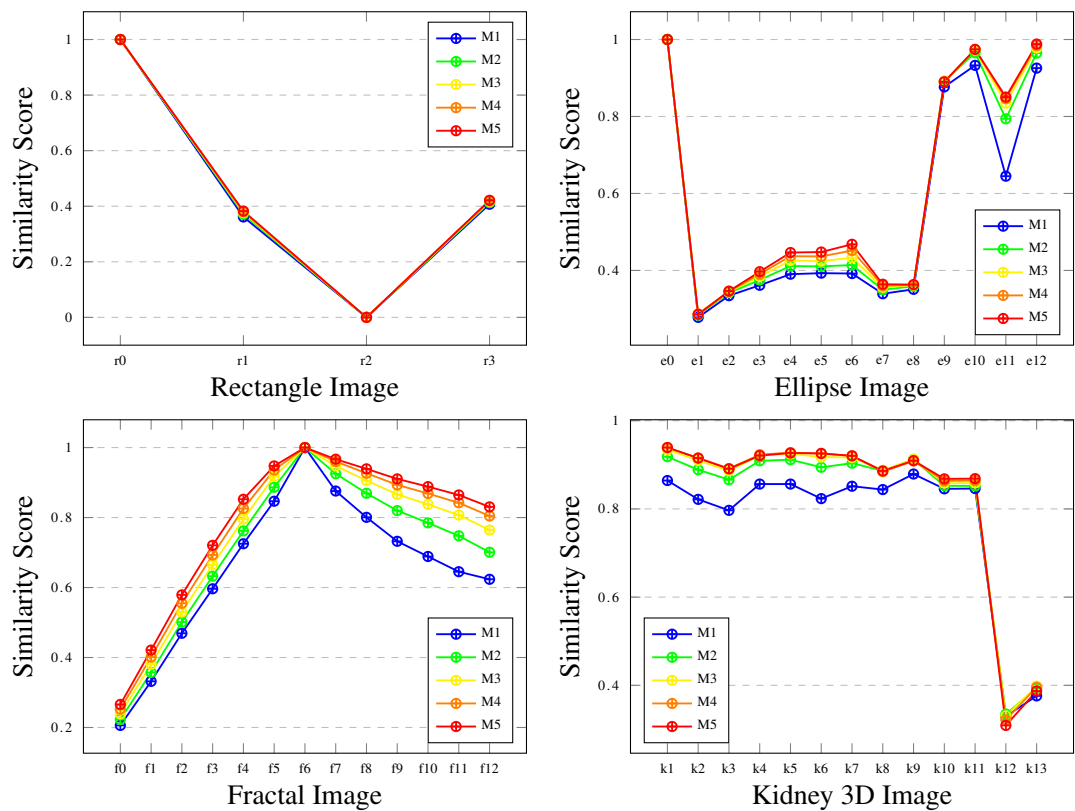 1
0.8
0.6
0.4
0.2
0
Similarity Score
r0 r1 r2 r3
Rectangle Image
M1
M2
M3
M4
M5
1
0.8
0.6
0.4
Similarity Score
e0 e1 e2 e3 e4 e5 e6 e7 e8 e9 e10 e11 e12
Ellipse Image
M1
M2
M3
M4
M5
1
0.8
0.6
0.4
0.2
Similarity Score
f0 f1 f2 f3 f4 f5 f6 f7 f8 f9 f10 f11 f12
Fractal Image
M1
M2
M3
M4
M5
1
0.8
0.6
0.4
Similarity Score
k1 k2 k3 k4 k5 k6 k7 k8 k9 k10 k11 k12 k13
Kidney 3D Image
M1
M2
M3
M4
M5